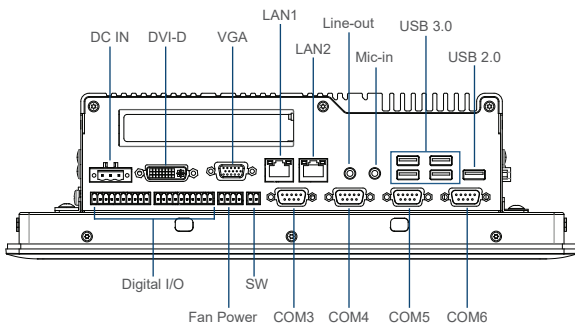 LAN1
Line-out
USB 3.0
DC IN
DVI-D
VGA
LAN2
Mic-in
USB 2.0
Digital I/O
SW
Fan Power
COM3
COM4
COM5
COM6